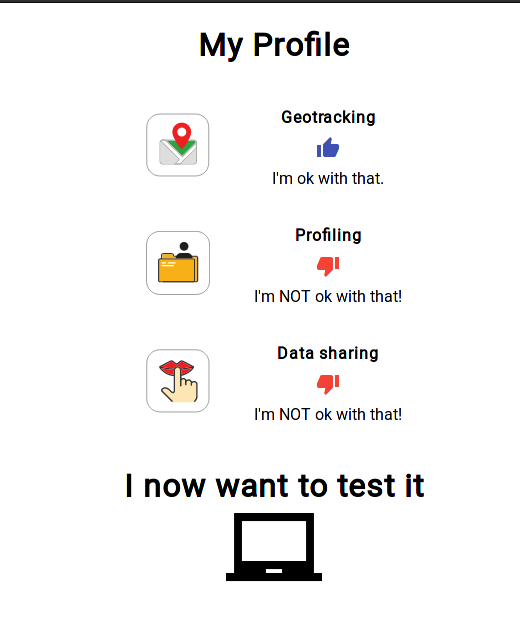 My Profile
Geotracking
I'm ok with that.
Profiling
I'm NOT ok with that!
Data sharing
I'm NOT ok with that!
I now want to test it